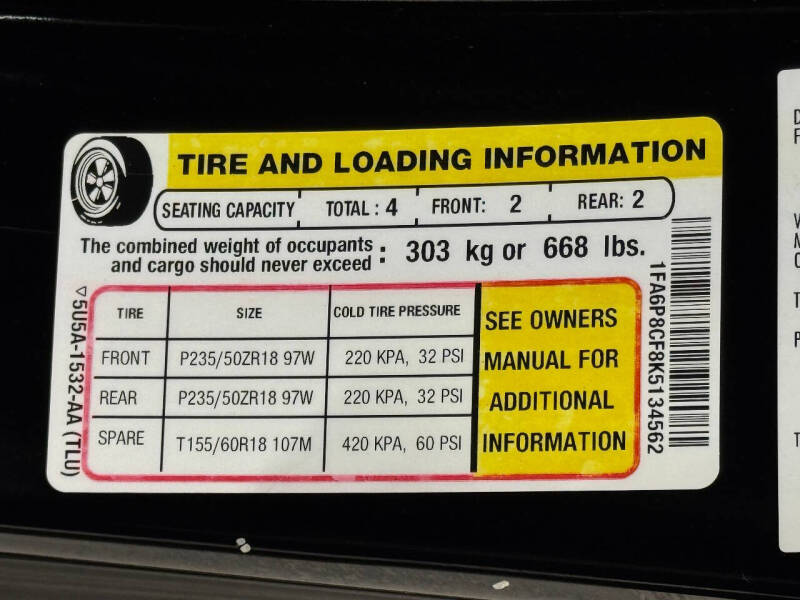 TIRE AND LOADING INFORMATION
SEATING CAPACITY TOTAL : 4 FRONT: 2 REAR: 2
The combined weight of occupants
and cargo should never exceed : 303 kg or 668 lbs.
TIRE SIZE COLD TIRE PRESSURE
FRONT P235/50ZR18 97W 220 KPA, 32 PSI
REAR P235/50ZR18 97W 220 KPA, 32 PSI
SPARE T155/60R18 107M 420 KPA, 60 PSI
SEE OWNERS
MANUAL FOR
ADDITIONAL
INFORMATION
▽5U5A-1532-AA (TLU)
1FA6P8CF8K5134562